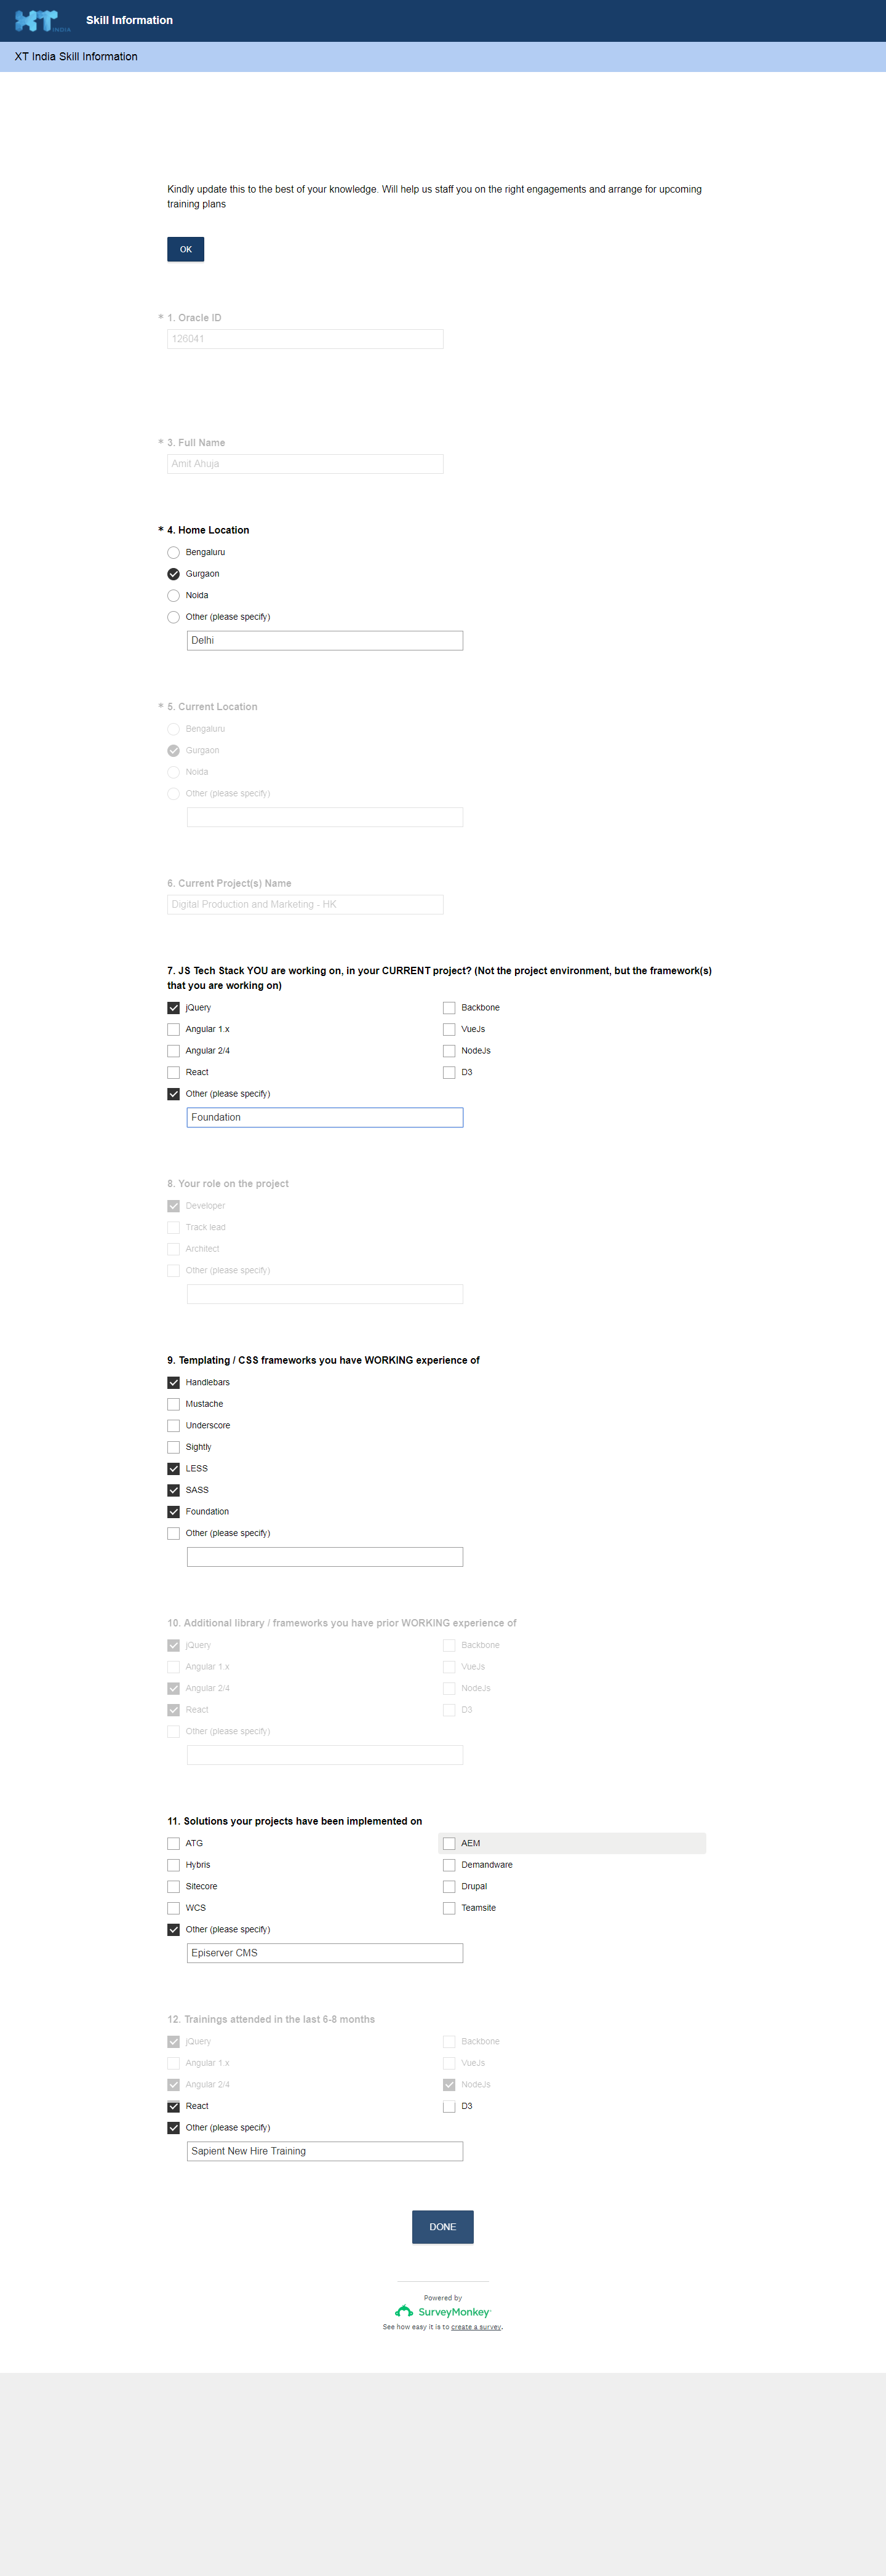 XT INDIA
Skill Information
XT India Skill Information
Kindly update this to the best of your knowledge. Will help us staff you on the right engagements and arrange for upcoming
training plans
OK
* 1. Oracle ID
126041
* 3. Full Name
Amit Ahuja
* 4. Home Location
Bengaluru
Gurgaon
Noida
Other (please specify)
Delhi
* 5. Current Location
Bengaluru
Gurgaon
Noida
Other (please specify)
6. Current Project(s) Name
Digital Production and Marketing - HK
7. JS Tech Stack YOU are working on, in your CURRENT project? (Not the project environment, but the framework(s)
that you are working on)
jQuery Backbone
Angular 1.x VueJs
Angular 2/4 NodeJs
React D3
Other (please specify)
Foundation
8. Your role on the project
Developer
Track lead
Architect
Other (please specify)
9. Templating / CSS frameworks you have WORKING experience of
Handlebars
Mustache
Underscore
Sightly
LESS
SASS
Foundation
Other (please specify)
10. Additional library / frameworks you have prior WORKING experience of
jQuery Backbone
Angular 1.x VueJs
Angular 2/4 NodeJs
React D3
Other (please specify)
11. Solutions your projects have been implemented on
ATG AEM
Hybris Demandware
Sitecore Drupal
WCS Teamsite
Other (please specify)
Episerver CMS
12. Trainings attended in the last 6-8 months
jQuery Backbone
Angular 1.x VueJs
Angular 2/4 NodeJs
React D3
Other (please specify)
Sapient New Hire Training
DONE
Powered by
SurveyMonkey
See how easy it is to create a survey.